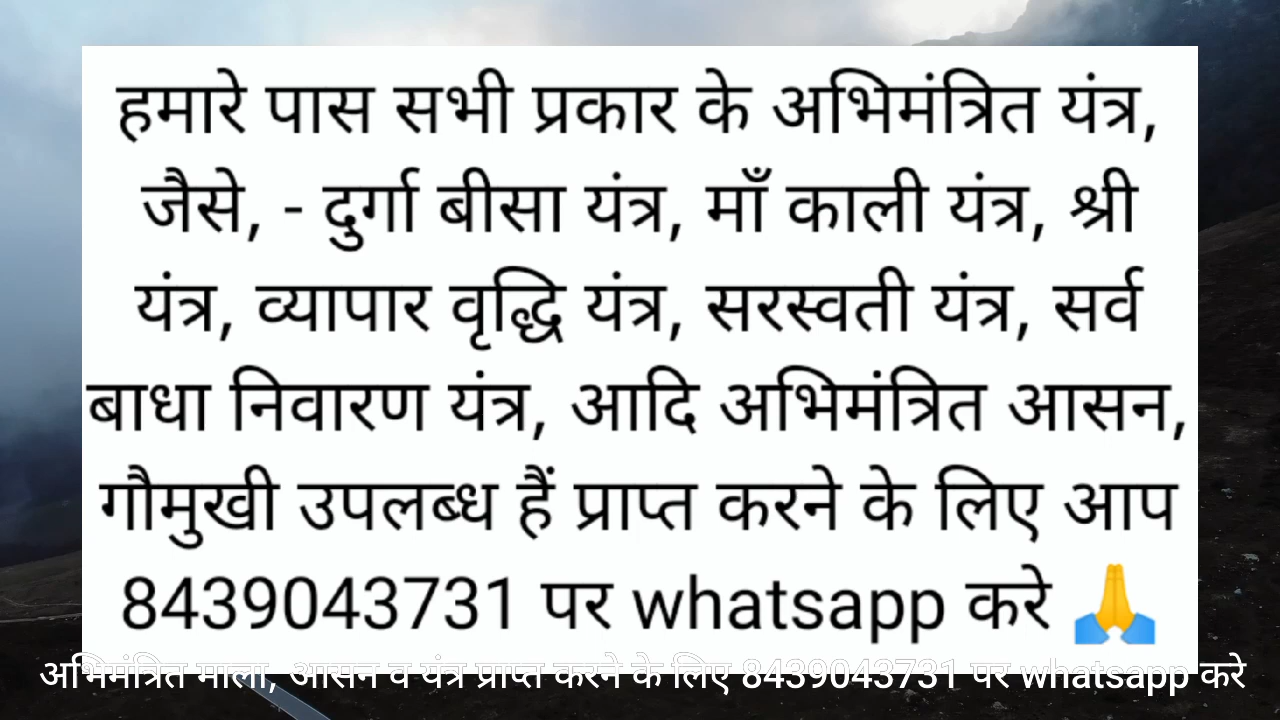 हमारे पास सभी प्रकार के अभिमंत्रित यंत्र,
जैसे, - दुर्गा बीसा यंत्र, माँ काली यंत्र, श्री
यंत्र, व्यापार वृद्धि यंत्र, सरस्वती यंत्र, सर्व
बाधा निवारण यंत्र, आदि अभिमंत्रित आसन,
गौमुखी उपलब्ध हैं प्राप्त करने के लिए आप
8439043731 पर whatsapp करे 🙏
अभिमंत्रित माला, आसन व यंत्र प्राप्त करने के लिए 8439043731 पर whatsapp करे